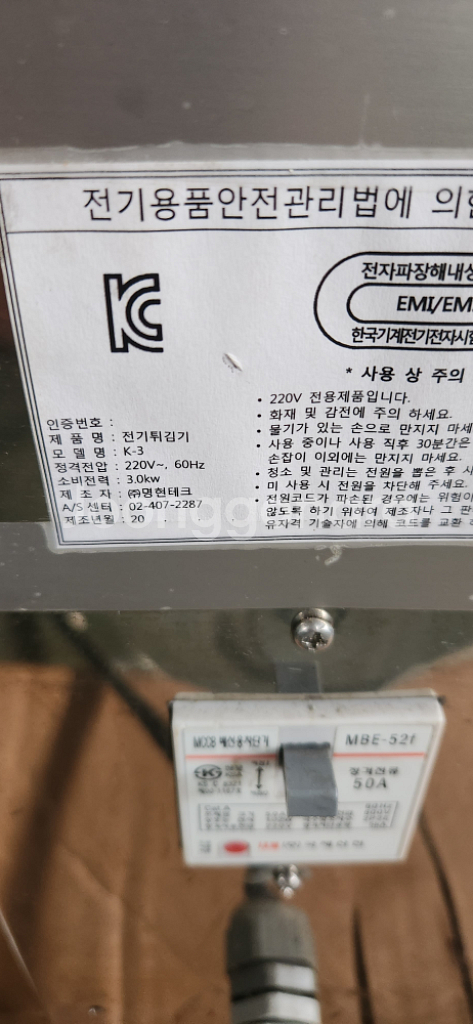 전기용품안전관리법에 의한
KC
전자파장해내성
EMI/EM
한국기계전기전자시험
* 사용 상 주의
• 220V 전용제품입니다.
• 화재 및 감전에 주의 하세요.
• 물기가 있는 손으로 만지지 마세
• 사용 중이나 사용 직후 30분간은
손잡이 이외에는 만지지 마세요.
• 청소 및 관리는 전원을 뽑은 후 사
• 미 사용 시 전원을 차단해 주세요.
• 전원코드가 파손된 경우에는 위험이
않도록 하기 위하여 제조자나 그 판
유자격 기술자에 의해 코드를 교환
인증번호 :
제 품 명 : 전기튀김기
모 델 명 : K-3
정격전압 : 220V~, 60Hz
소비전력 : 3.0kw
제 조 자 : ㈜명현테크
A/S 센터 : 02-407-2287
제조년월 : 20
MCCB 배선용차단기
MBE-52f
정격전류
50A